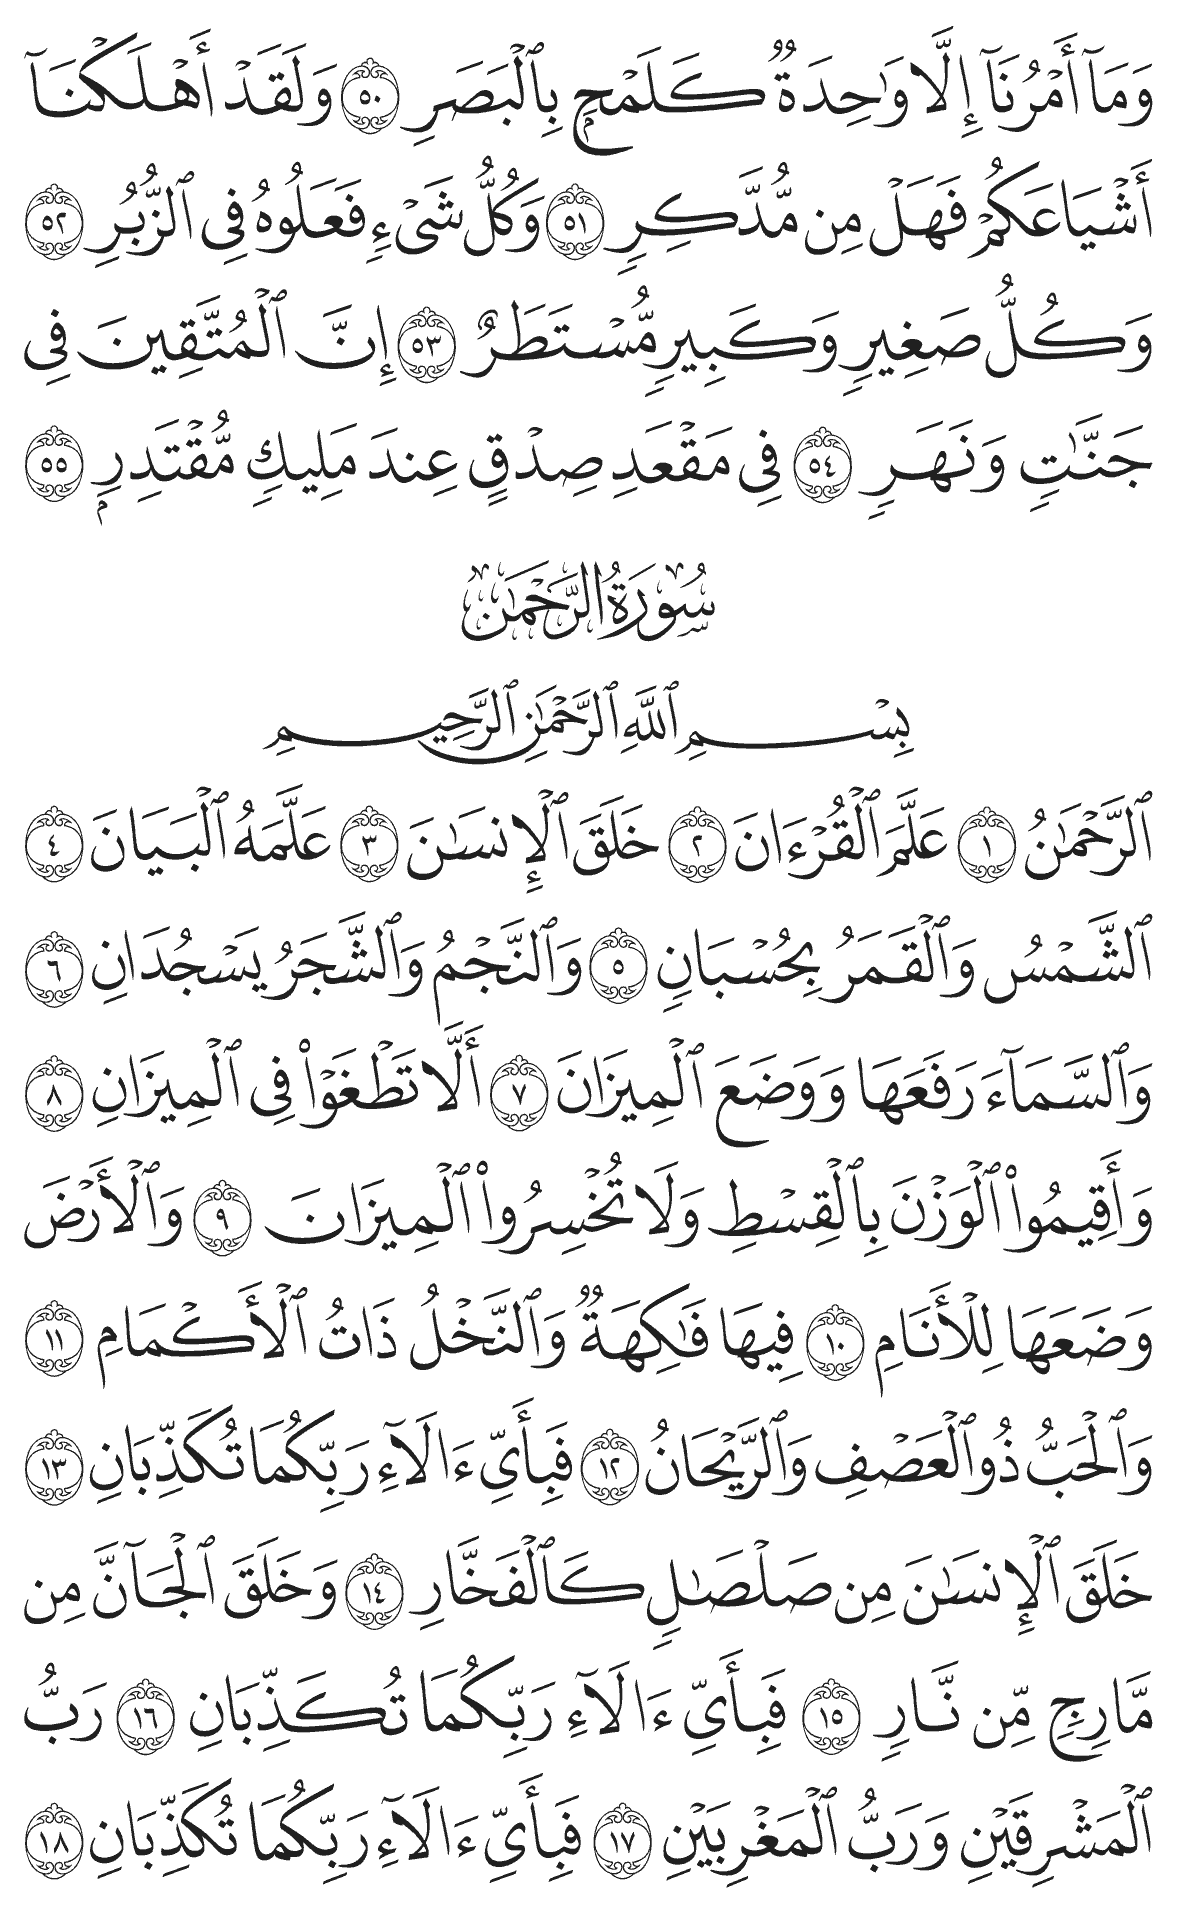 وَمَآ أَمْرُنَآ إِلَّا وَٰحِدَةٌ كَلَمْحٍۭ بِٱلْبَصَرِ ٥٠ وَلَقَدْ أَهْلَكْنَآ
أَشْيَاعَكُمْ فَهَلْ مِن مُّدَّكِرٍ ٥١ وَكُلُّ شَىْءٍ فَعَلُوهُ فِى ٱلزُّبُرِ ٥٢
وَكُلُّ صَغِيرٍ وَكَبِيرٍ مُّسْتَطَرٌ ٥٣ إِنَّ ٱلْمُتَّقِينَ فِى
جَنَّٰتٍ وَنَهَرٍ ٥٤ فِى مَقْعَدِ صِدْقٍ عِندَ مَلِيكٍ مُّقْتَدِرٍۭ ٥٥
سُورَةُ الرَّحْمَٰن
بِسْمِ ٱللَّهِ ٱلرَّحْمَٰنِ ٱلرَّحِيمِ
ٱلرَّحْمَٰنُ ١ عَلَّمَ ٱلْقُرْءَانَ ٢ خَلَقَ ٱلْإِنسَٰنَ ٣ عَلَّمَهُ ٱلْبَيَانَ ٤
ٱلشَّمْسُ وَٱلْقَمَرُ بِحُسْبَانٍ ٥ وَٱلنَّجْمُ وَٱلشَّجَرُ يَسْجُدَانِ ٦
وَٱلسَّمَآءَ رَفَعَهَا وَوَضَعَ ٱلْمِيزَانَ ٧ أَلَّا تَطْغَوْا۟ فِى ٱلْمِيزَانِ ٨
وَأَقِيمُوا۟ ٱلْوَزْنَ بِٱلْقِسْطِ وَلَا تُخْسِرُوا۟ ٱلْمِيزَانَ ٩ وَٱلْأَرْضَ
وَضَعَهَا لِلْأَنَامِ ١٠ فِيهَا فَٰكِهَةٌ وَٱلنَّخْلُ ذَاتُ ٱلْأَكْمَامِ ١١
وَٱلْحَبُّ ذُو ٱلْعَصْفِ وَٱلرَّيْحَانُ ١٢ فَبِأَىِّ ءَالَآءِ رَبِّكُمَا تُكَذِّبَانِ ١٣
خَلَقَ ٱلْإِنسَٰنَ مِن صَلْصَٰلٍ كَٱلْفَخَّارِ ١٤ وَخَلَقَ ٱلْجَآنَّ مِن
مَّارِجٍ مِّن نَّارٍ ١٥ فَبِأَىِّ ءَالَآءِ رَبِّكُمَا تُكَذِّبَانِ ١٦ رَبُّ
ٱلْمَشْرِقَيْنِ وَرَبُّ ٱلْمَغْرِبَيْنِ ١٧ فَبِأَىِّ ءَالَآءِ رَبِّكُمَا تُكَذِّبَانِ ١٨